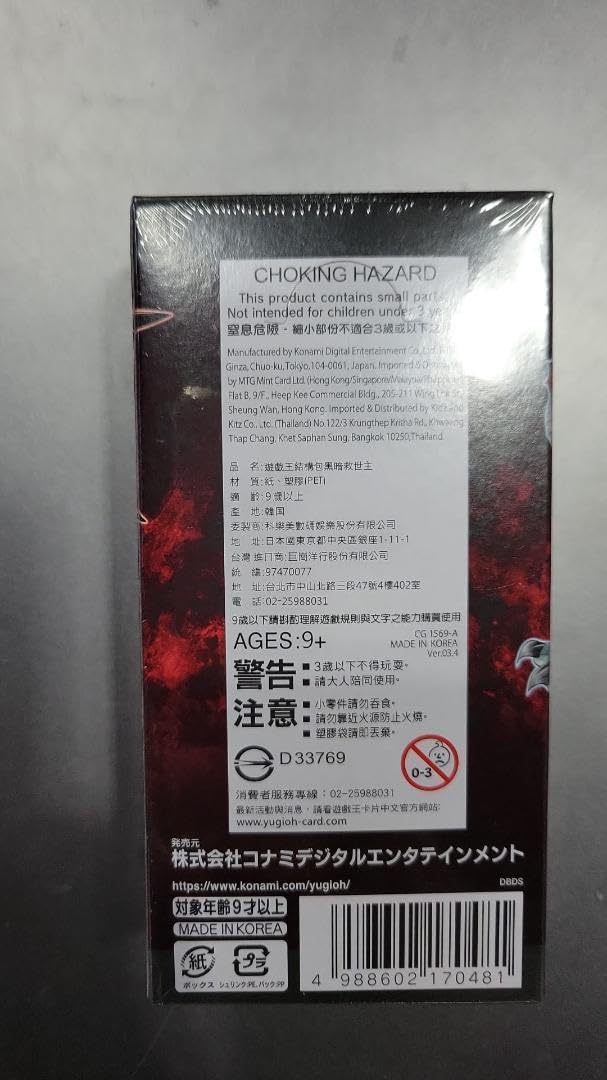 CHOKING HAZARD
This product contains small parts
Not intended for children under 3 ye
窒息危險，細小部份不適合3歲或以下之
Manufactured by Konami Digital Entertainment Co., Ltd.
Ginza, Chuo-ku, Tokyo, 104-0061, Japan. Imported &
by MTG Mint Card Ltd. (Hong Kong/Singapore/Malaysia/Philippines)
Flat B, 9/F., Heep Kee Commercial Bldg., 205-211 Wing Lok St.
Sheung Wan, Hong Kong. Imported & Distributed by Kidz and
Kitz Co., Ltc. (Thailand) No.122/3 Krungthep Kritha Rd., Khwaeng
Thap Chang, Khet Saphan Sung, Bangkok 10250,Thailand.
品 名:遊戲王結構包黑暗救世主
材 質:紙、塑膠(PET)
適 齡:9歲以上
產 地:韓国
委製商:科樂美數碼娛樂股份有限公司
地 址:日本國東京都中央區銀座1-11-1
台灣進口商:巨崗洋行股份有限公司
統 編:97470077
地 址:台北市中山北路三段47號4樓402室
電 話:02-25988031
9歲以下請斟酌理解遊戲規則與文字之能力購買使用
AGES:9+
CG 1569-A
MADE IN KOREA
Ver.03.4
警告
■ 3歲以下不得玩耍。
■ 請大人陪同使用。
注意
■ 小零件請勿吞食。
■ 請勿靠近火源防止火燒。
■ 塑膠袋請即丟棄。
D33769
0-3
消費者服務專線：02-25988031
最新活動與消息，請看遊戲王卡片中文官方網站:
www.yugioh-card.com
発売元
株式会社コナミデジタルエンタテインメント
https://www.konami.com/yugioh/
DBDS
対象年齢9才以上
MADE IN KOREA
紙
プラ
ボックス シュリンク:PE, パック:PP
4 988602 170481